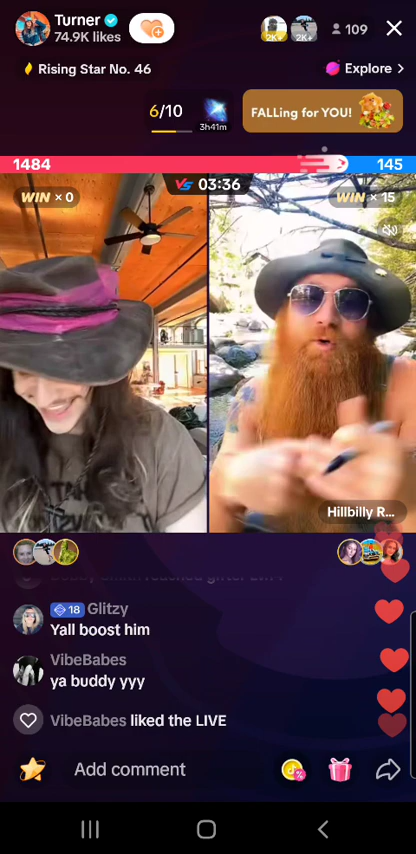 Turner
74.9K likes
2K+
2K+
109
Rising Star No. 46
Explore >
6/10
3h41m
FALLing for YOU!
1484
145
VS 03:36
WIN × 0
WIN × 15
Hillbilly R...
18 Glitzy
Yall boost him
VibeBabes
ya buddy yyy
VibeBabes liked the LIVE
Add comment